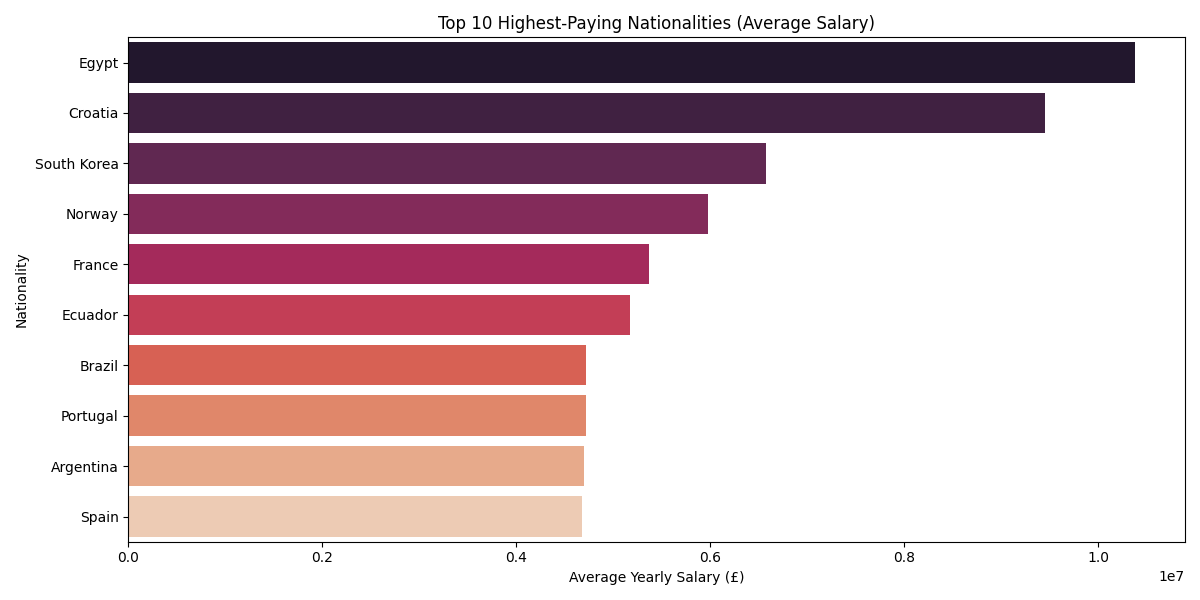 Top 10 Highest-Paying Nationalities (Average Salary)
Nationality
Egypt
Croatia
South Korea
Norway
France
Ecuador
Brazil
Portugal
Argentina
Spain
0.0 0.2 0.4 0.6 0.8 1.0
1e7
Average Yearly Salary (£)